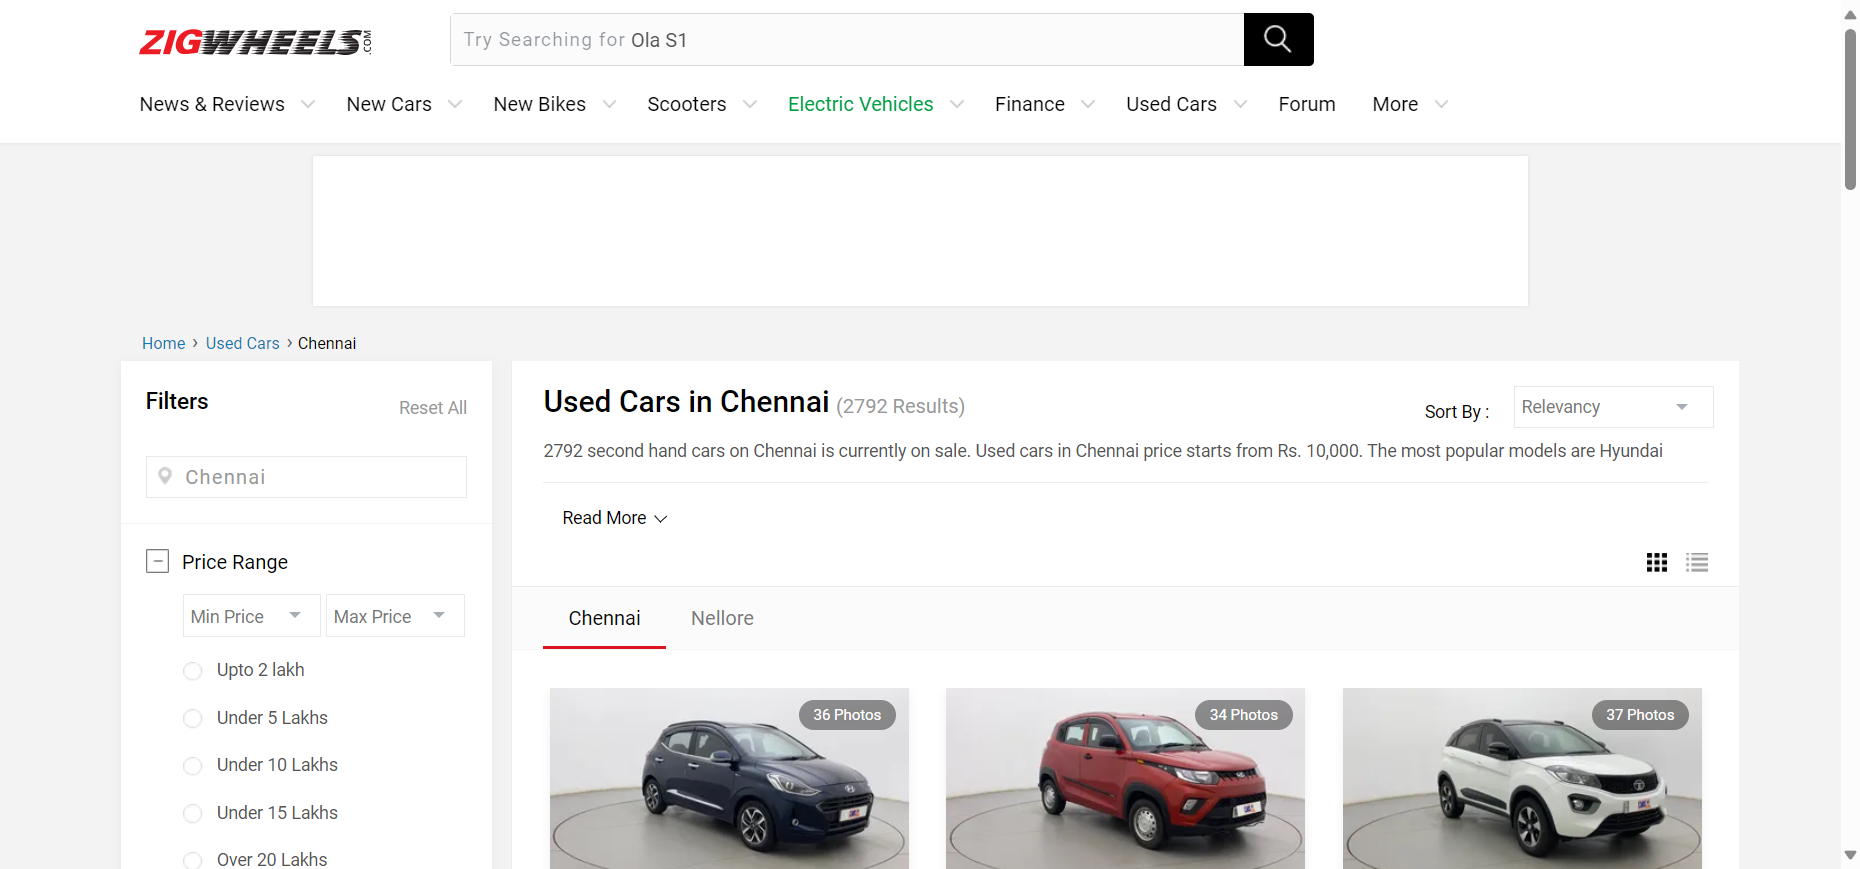 ZIGWHEELS.COM
Try Searching for Ola S1
News & Reviews New Cars New Bikes Scooters Electric Vehicles Finance Used Cars Forum More
Home › Used Cars › Chennai
Filters
Reset All
Chennai
Price Range
Min Price Max Price
Upto 2 lakh
Under 5 Lakhs
Under 10 Lakhs
Under 15 Lakhs
Over 20 Lakhs
Used Cars in Chennai (2792 Results)
Sort By : Relevancy
2792 second hand cars on Chennai is currently on sale. Used cars in Chennai price starts from Rs. 10,000. The most popular models are Hyundai
Read More
Chennai Nellore
36 Photos 34 Photos 37 Photos